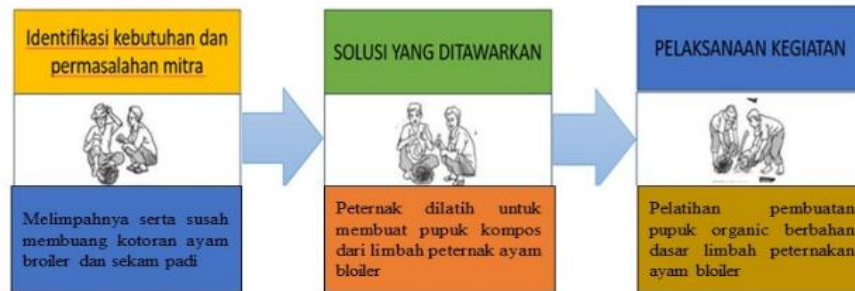 Identifikasi kebutuhan dan
permasalahan mitra
SOLUSI YANG DITAWARKAN
PELAKSANAAN KEGIATAN
Melimpahnya serta susah
membuang kotoran ayam
broiler dan sekam padi
Peternak dilatih untuk
membuat pupuk kompos
dari limbah peternak ayam
bloiler
Pelatihan pembuatan
pupuk organic berbahan
dasar limbah peternakan
ayam bloiler